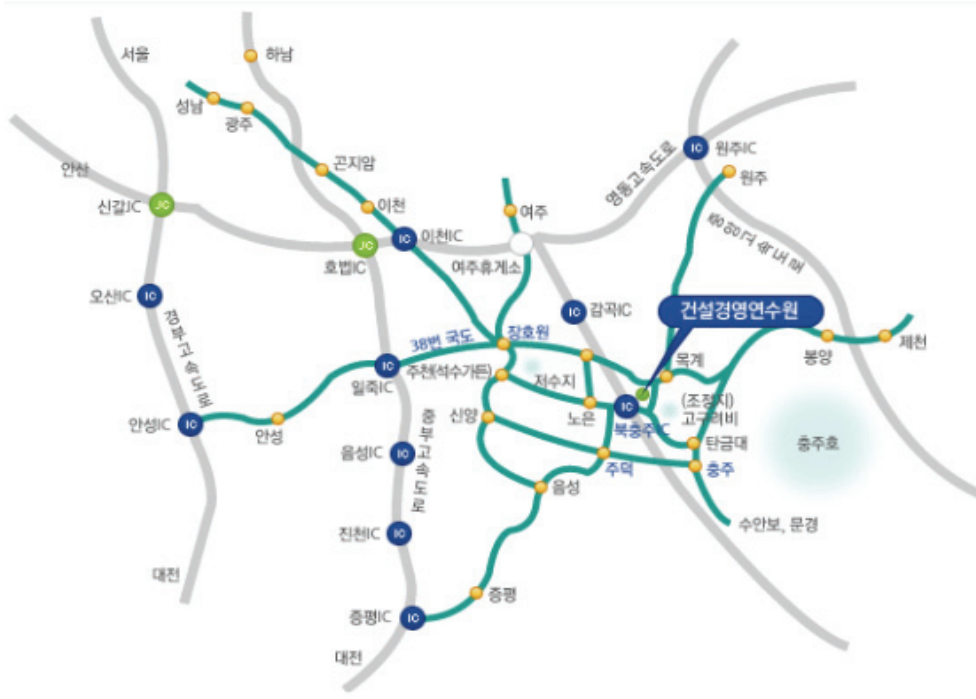 서울
하남
성남
광주
안산
곤지암
영동고속도로
IC
원주IC
원주
신갈JC
JC
이천
여주
중앙고속도로
호법IC
JC
IC
이천IC
여주휴게소
오산IC
IC
경부고속도로
IC
감곡IC
건설경영연수원
38번 국도
장호원
봉양
제천
일죽IC
IC
주천(석수가든)
저수지
목계
(조정지)
고구려비
안성IC
IC
안성
신양
노은
IC
북충주IC
탄금대
충주호
음성IC
IC
중부고속도로
주덕
충주
음성
수안보, 문경
진천IC
IC
대전
증평
증평IC
IC
대전